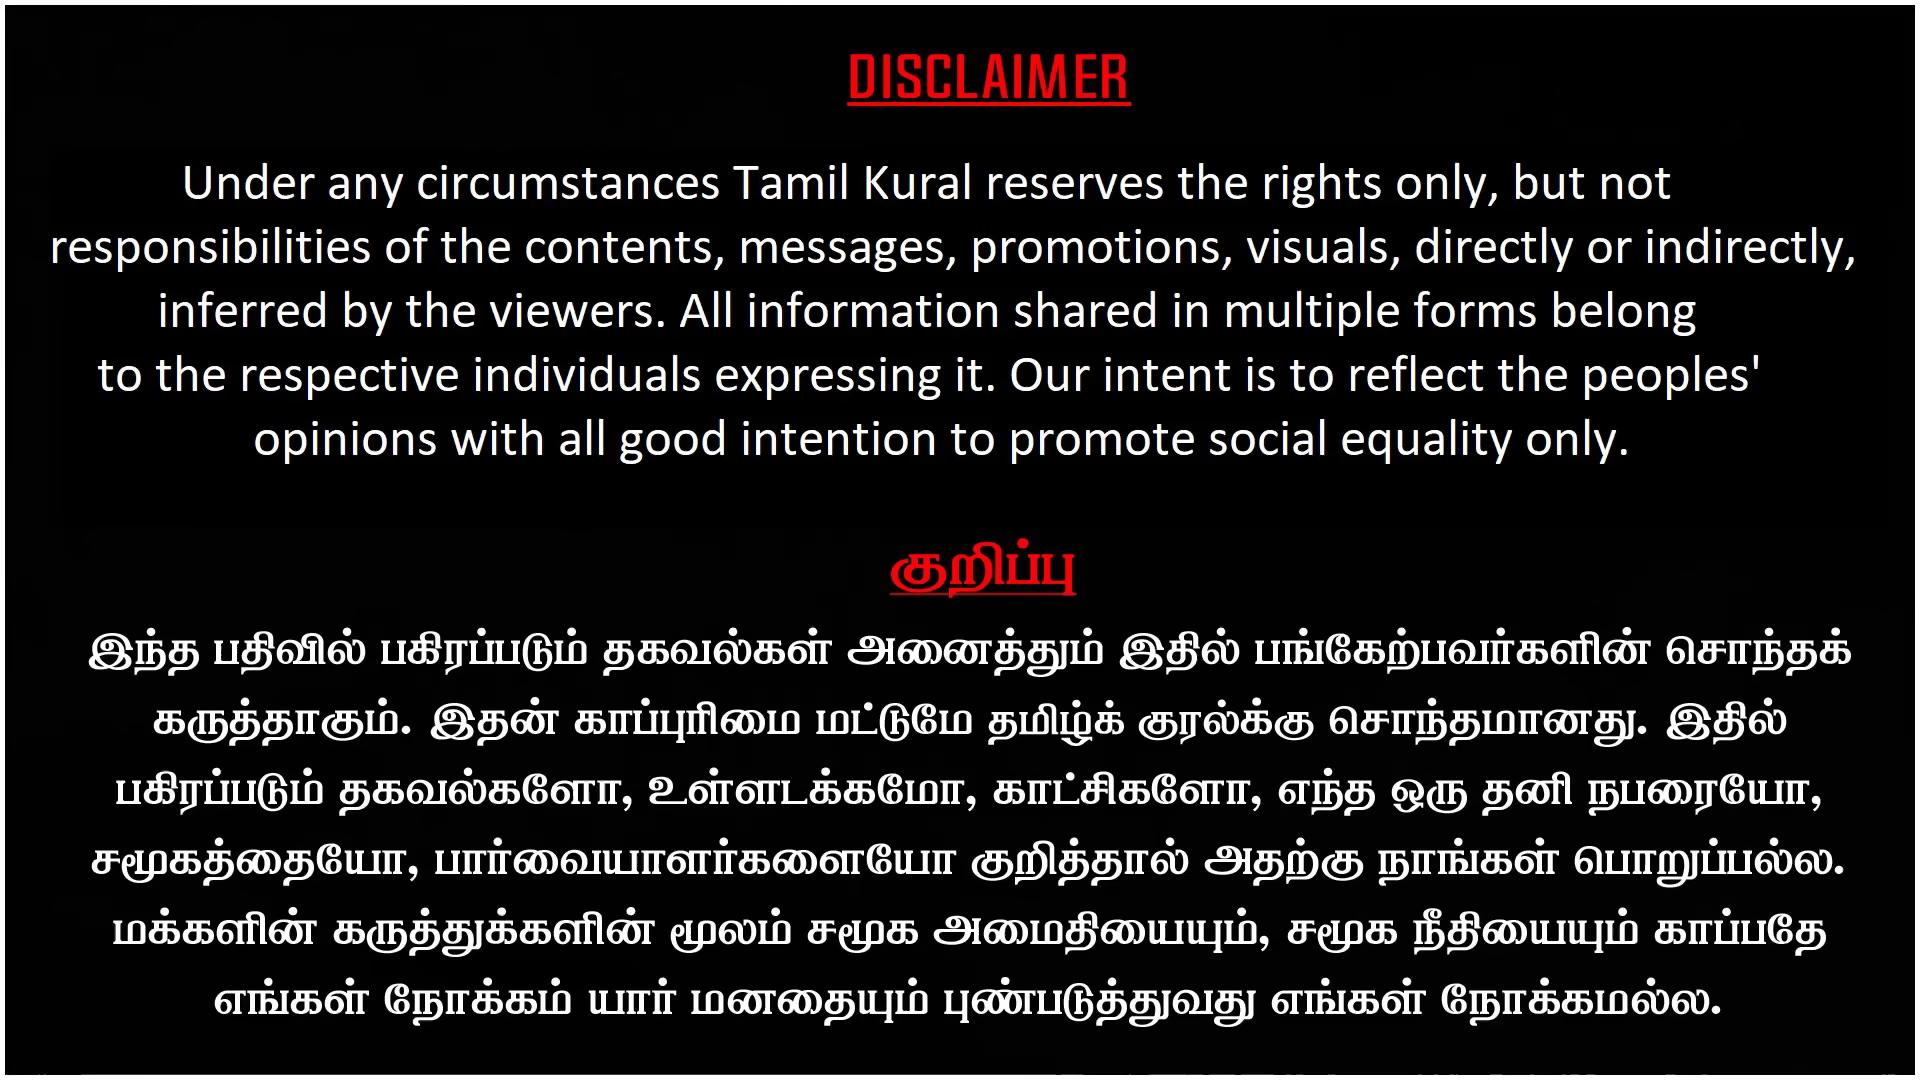 DISCLAIMER
Under any circumstances Tamil Kural reserves the rights only, but not
responsibilities of the contents, messages, promotions, visuals, directly or indirectly,
inferred by the viewers. All information shared in multiple forms belong
to the respective individuals expressing it. Our intent is to reflect the peoples'
opinions with all good intention to promote social equality only.
குறிப்பு
இந்த பதிவில் பகிரப்படும் தகவல்கள் அனைத்தும் இதில் பங்கேற்பவர்களின் சொந்தக்
கருத்தாகும். இதன் காப்புரிமை மட்டுமே தமிழ்க் குரல்க்கு சொந்தமானது. இதில்
பகிரப்படும் தகவல்களோ, உள்ளடக்கமோ, காட்சிகளோ, எந்த ஒரு தனி நபரையோ,
சமூகத்தையோ, பார்வையாளர்களையோ குறித்தால் அதற்கு நாங்கள் பொறுப்பல்ல.
மக்களின் கருத்துக்களின் மூலம் சமூக அமைதியையும், சமூக நீதியையும் காப்பதே
எங்கள் நோக்கம் யார் மனதையும் புண்படுத்துவது எங்கள் நோக்கமல்ல.